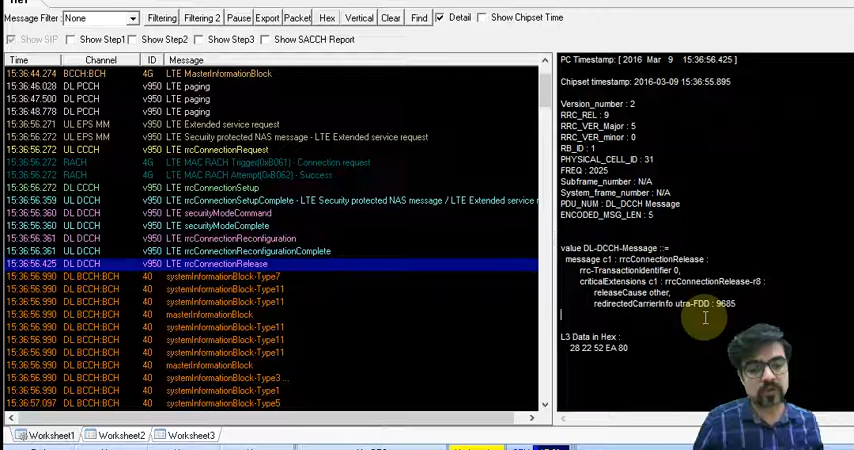 Message Filter : None Filtering Filtering 2 Pause Export Packet Hex Vertical Clear Find Detail Show Chipset Time
Show SIP Show Step1 Show Step2 Show Step3 Show SACCH Report
Time Channel ID Message
15:36:44.274 BCCH:BCH 4G LTE MasterInformationBlock
15:36:46.028 DL PCCH v950 LTE paging
15:36:47.500 DL PCCH v950 LTE paging
15:36:48.778 DL PCCH v950 LTE paging
15:36:56.271 UL EPS MM v950 LTE Extended service request
15:36:56.272 UL EPS MM v950 LTE Security protected NAS message - LTE Extended service request
15:36:56.272 UL CCCH v950 LTE rrcConnectionRequest
15:36:56.272 RACH 4G LTE MAC RACH Trigger(0xB061) - Connection request
15:36:56.272 RACH 4G LTE MAC RACH Attempt(0xB062) - Success
15:36:56.272 DL CCCH v950 LTE rrcConnectionSetup
15:36:56.359 UL DCCH v950 LTE rrcConnectionSetupComplete - LTE Security protected NAS message / LTE Extended serv
15:36:56.360 DL DCCH v950 LTE securityModeCommand
15:36:56.360 UL DCCH v950 LTE securityModeComplete
15:36:56.361 DL DCCH v950 LTE rrcConnectionReconfiguration
15:36:56.361 UL DCCH v950 LTE rrcConnectionReconfigurationComplete
15:36:56.425 DL DCCH v950 LTE rrcConnectionRelease
15:36:56.990 DL BCCH:BCH 40 systemInformationBlock-Type7
15:36:56.990 DL BCCH:BCH 40 systemInformationBlock-Type11
15:36:56.990 DL BCCH:BCH 40 systemInformationBlock-Type11
15:36:56.990 DL BCCH:BCH 40 masterInformationBlock
15:36:56.990 DL BCCH:BCH 40 systemInformationBlock-Type11
15:36:56.990 DL BCCH:BCH 40 systemInformationBlock-Type11
15:36:56.990 DL BCCH:BCH 40 systemInformationBlock-Type11
15:36:56.990 DL BCCH:BCH 40 masterInformationBlock
15:36:56.990 DL BCCH:BCH 40 systemInformationBlock-Type3 ...
15:36:56.990 DL BCCH:BCH 40 systemInformationBlock-Type1
15:36:57.097 DL BCCH:BCH 40 systemInformationBlock-Type5
Worksheet1 Worksheet2 Worksheet3
PC Timestamp: [ 2016 Mar 9 15:36:56.425 ]
Chipset timestamp: 2016-03-09 15:36:55.895
Version_number : 2
RRC_REL : 9
RRC_VER_Major : 5
RRC_VER_minor : 0
RB_ID : 1
PHYSICAL_CELL_ID : 31
FREQ : 2025
Subframe_number : N/A
System_frame_number : N/A
PDU_NUM : DL_DCCH Message
ENCODED_MSG_LEN : 5
value DL-DCCH-Message ::=
message c1 : rrcConnectionRelease :
rrc-TransactionIdentifier 0,
criticalExtensions c1 : rrcConnectionRelease-r8 :
releaseCause other,
redirectedCarrierInfo utra-FDD : 9685
L3 Data in Hex :
28 22 52 EA 80